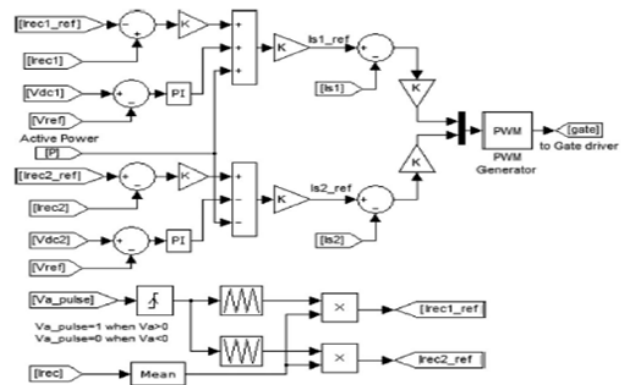 [Irec1_ref]
K
Is1_ref
[Irec1]
K
[Is1]
[Vdc1]
PI
K
[Vref]
Active Power
[P]
PWM
[gate]
to Gate driver
PWM
Generator
[Irec2_ref]
K
Is2_ref
K
K
[Irec2]
[Is2]
[Vdc2]
PI
[Vref]
[Va_pulse]
[Irec1_ref]
Va_pulse=1 when Va>0
Va_pulse=0 when Va<0
[Irec]
Mean
[Irec2_ref]